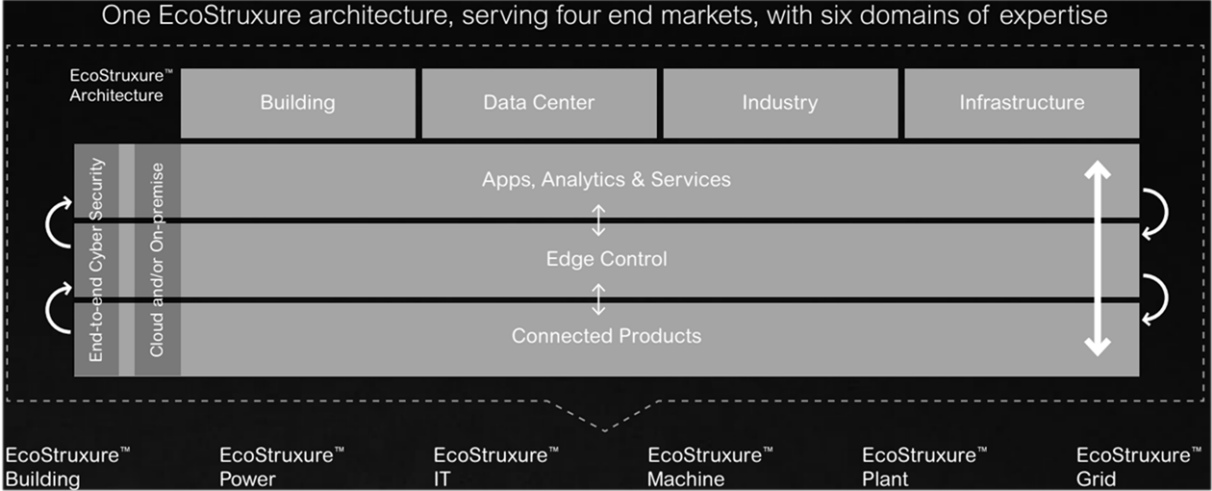 One EcoStruxure architecture, serving four end markets, with six domains of expertise
EcoStruxure™
Architecture
Building
Data Center
Industry
Infrastructure
End-to-end Cyber Security
Cloud and/or On-premise
Apps, Analytics & Services
Edge Control
Connected Products
EcoStruxure™
Building
EcoStruxure™
Power
EcoStruxure™
IT
EcoStruxure™
Machine
EcoStruxure™
Plant
EcoStruxure™
Grid